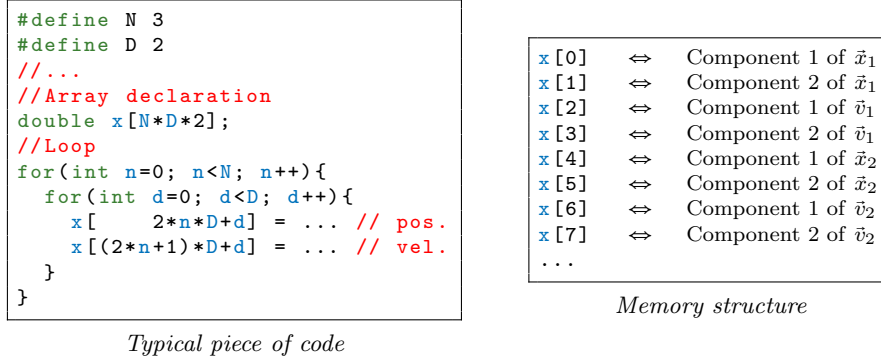 #define N 3
#define D 2
//...
//Array declaration
double x[N*D*2];
//Loop
for(int n=0; n<N; n++){
  for(int d=0; d<D; d++){
    x[     2*n*D+d] = ... // pos.
    x[(2*n+1)*D+d] = ... // vel.
  }
}
Typical piece of code
x[0] ⇔ Component 1 of x⃗₁
x[1] ⇔ Component 2 of x⃗₁
x[2] ⇔ Component 1 of v⃗₁
x[3] ⇔ Component 2 of v⃗₁
x[4] ⇔ Component 1 of x⃗₂
x[5] ⇔ Component 2 of x⃗₂
x[6] ⇔ Component 1 of v⃗₂
x[7] ⇔ Component 2 of v⃗₂
...
Memory structure